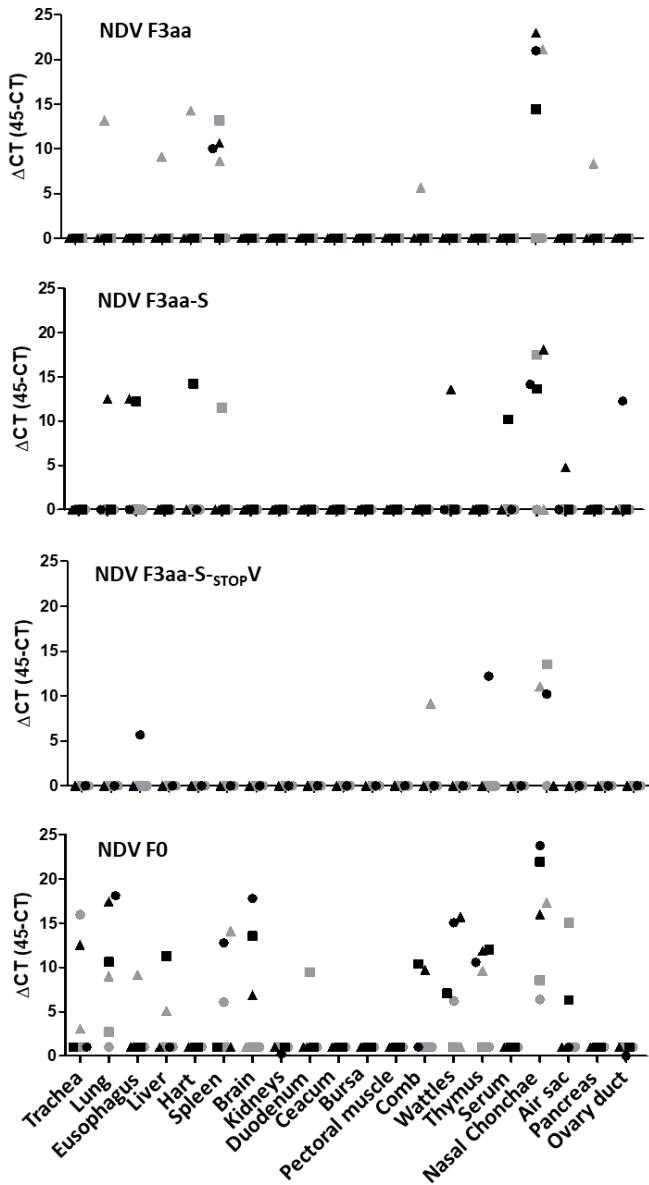 NDV F3aa
ΔCT (45-CT)
25
20
15
10
5
0
NDV F3aa-S
ΔCT (45-CT)
25
20
15
10
5
0
NDV F3aa-S-STOPV
ΔCT (45-CT)
25
20
15
10
5
0
NDV F0
ΔCT (45-CT)
25
20
15
10
5
0
Trachea
Lung
Eusophagus
Liver
Hart
Spleen
Brain
Kidneys
Duodenum
Ceacum
Bursa
Pectoral muscle
Comb
Wattles
Thymus
Serum
Nasal Chonchae
Air sac
Pancreas
Ovary duct